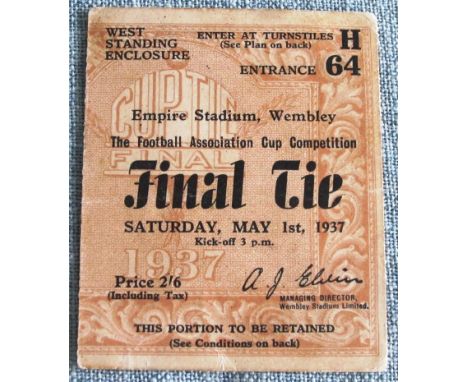 WEST
STANDING
ENCLOSURE
ENTER AT TURNSTILES H
(See Plan on back)
ENTRANCE 64
CUP TIE
FINAL
Empire Stadium, Wembley
The Football Association Cup Competition
Final Tie
SATURDAY, MAY 1st, 1937
Kick-off 3 p.m.
1937
Price 2/6
(Including Tax)
A. J. Elvin
MANAGING DIRECTOR,
Wembley Stadium Limited.
THIS PORTION TO BE RETAINED
(See Conditions on back)